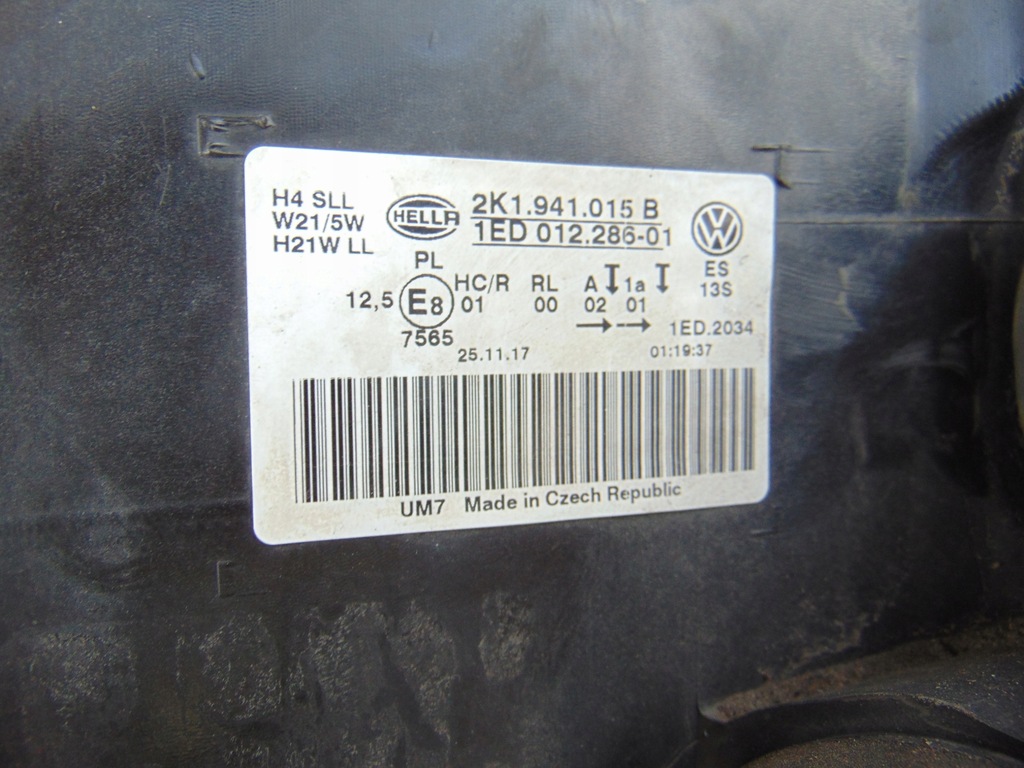 H4 SLL
W21/5W
H21W LL
HELLA
2K1.941.015 B
1ED 012.286-01
VW
ES
13S
PL
12,5 E8 HC/R RL A 1a
01 00 02 01
7565
1ED.2034
25.11.17 01:19:37
UM7 Made in Czech Republic